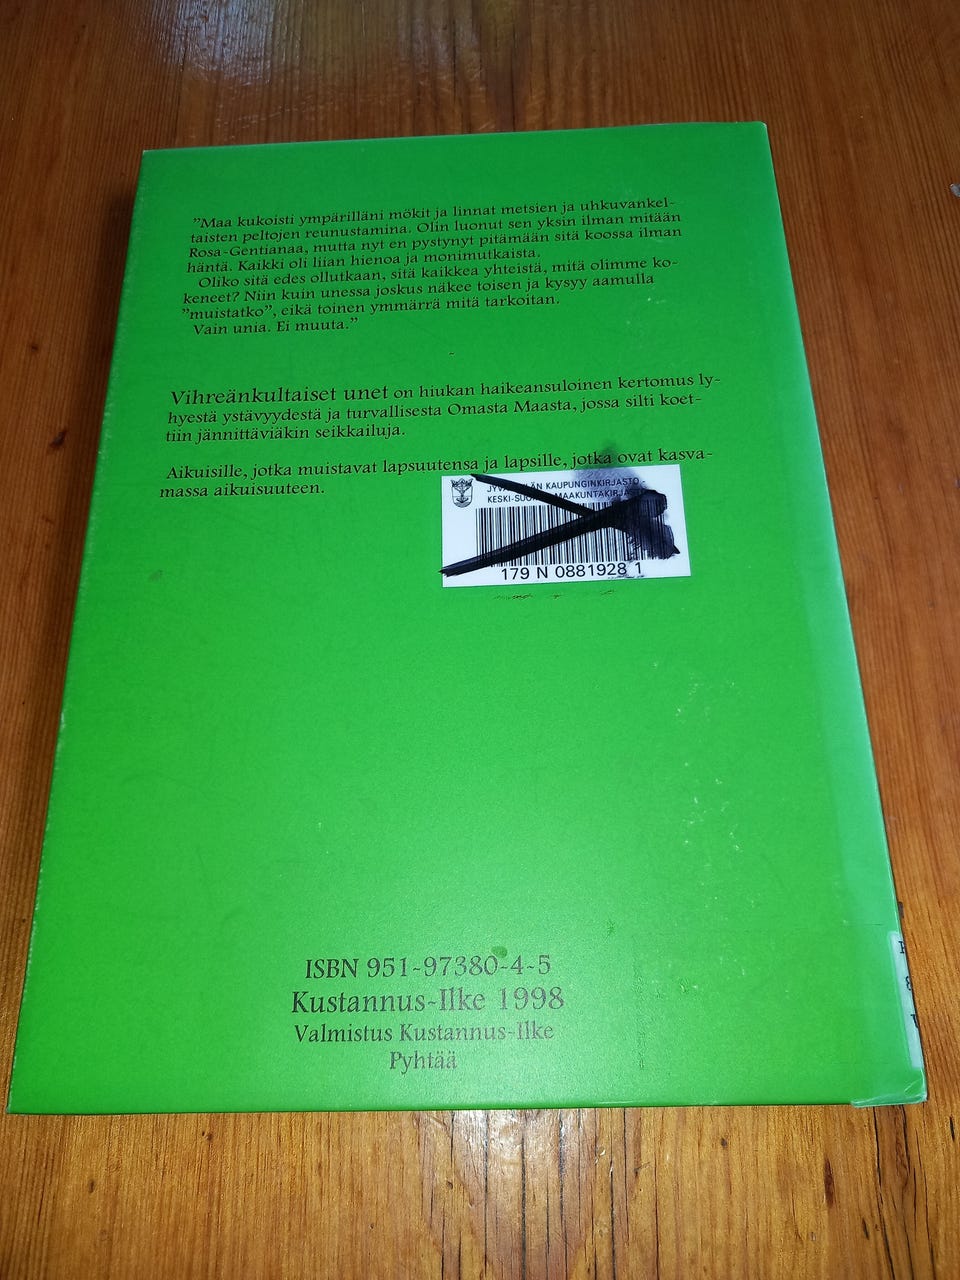 "Maa kukoisti ympärilläni mökit ja linnat metsien ja uhkuvankel-
taisten peltojen reunustamina. Olin luonut sen yksin ilman mitään
Rosa-Gentianaa, mutta nyt en pystynyt pitämään sitä koossa ilman
häntä. Kaikki oli liian hienoa ja monimutkaista.
Oliko sitä edes ollutkaan, sitä kaikkea yhteistä, mitä olimme ko-
keneet? Niin kuin unessa joskus näkee toisen ja kysyy aamulla
"muistatko", eikä toinen ymmärrä mitä tarkoitan.
Vain unia. Ei muuta."
Vihreänkultaiset unet on hiukan haikeansuloinen kertomus ly-
hyestä ystävyydestä ja turvallisesta Omasta Maasta, jossa silti koet-
tiin jännittäviäkin seikkailuja.
Aikuisille, jotka muistavat lapsuutensa ja lapsille, jotka ovat kasva-
massa aikuisuuteen.
KAUPUNGINKIRJASTO -
179 N 0881928 1
ISBN 951-97380-4-5
Kustannus-Ilke 1998
Valmistus Kustannus-Ilke
Pyhtää